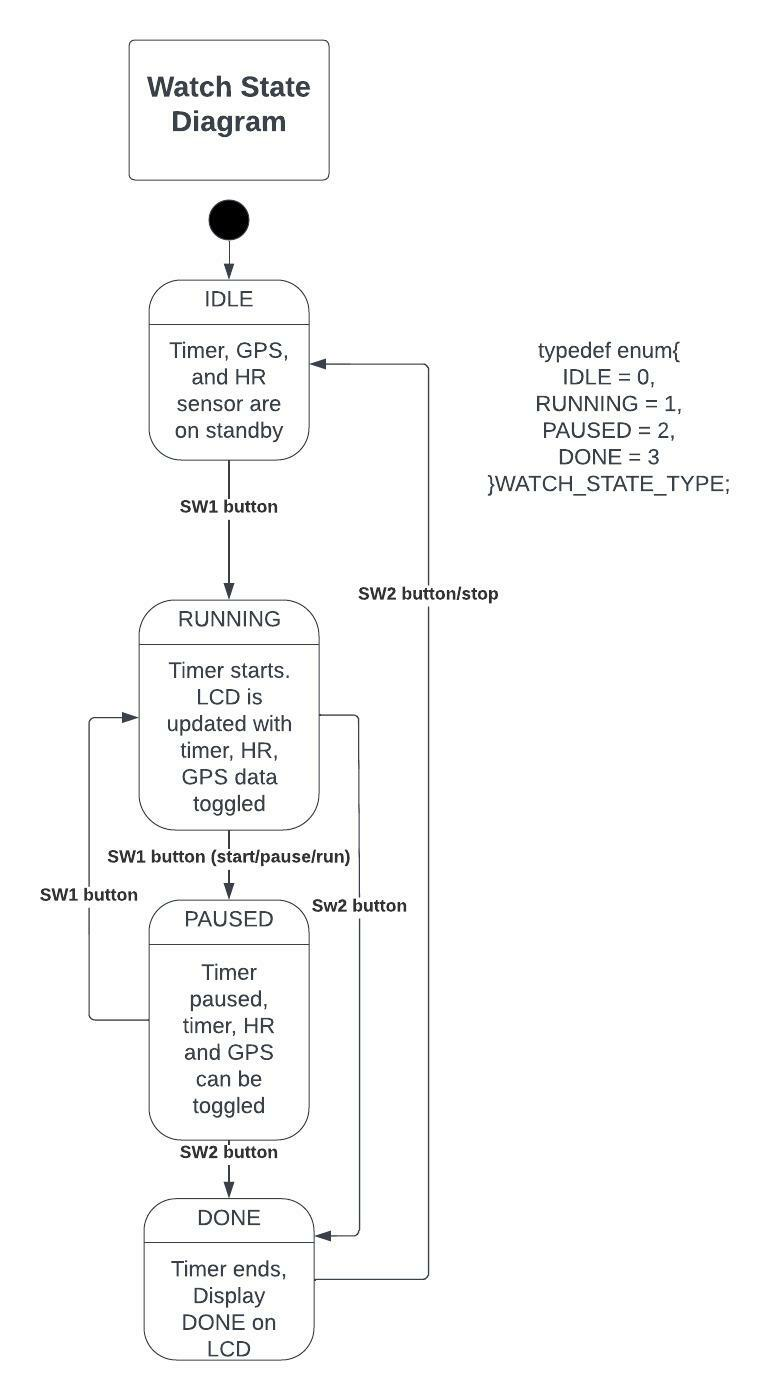 Watch State
Diagram
IDLE
Timer, GPS,
and HR
sensor are
on standby
typedef enum{
IDLE = 0,
RUNNING = 1,
PAUSED = 2,
DONE = 3
}WATCH_STATE_TYPE;
SW1 button
SW2 button/stop
RUNNING
Timer starts.
LCD is
updated with
timer, HR,
GPS data
toggled
SW1 button (start/pause/run)
SW1 button
Sw2 button
PAUSED
Timer
paused,
timer, HR
and GPS
can be
toggled
SW2 button
DONE
Timer ends,
Display
DONE on
LCD